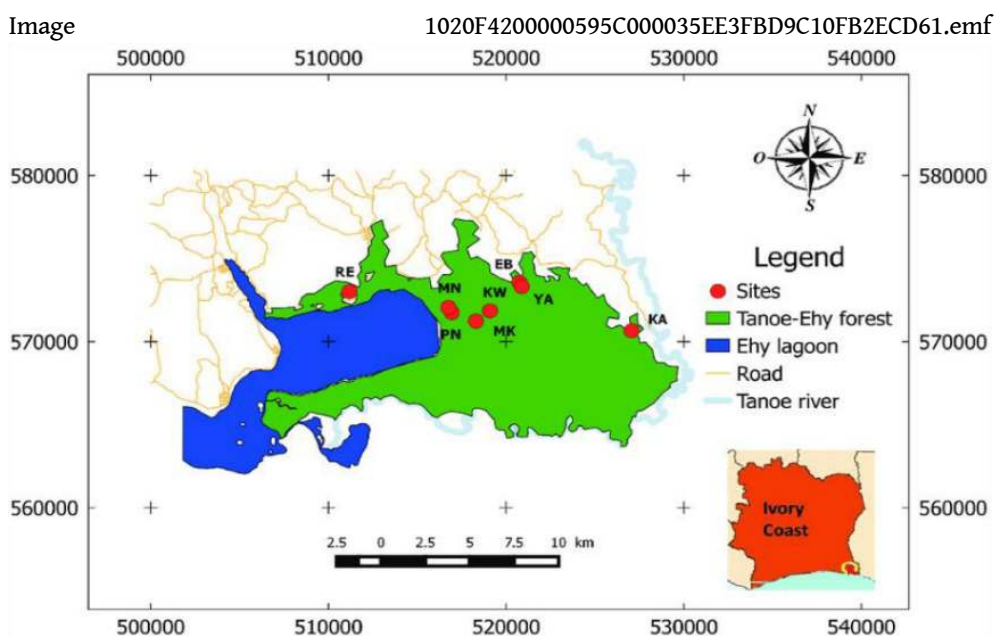 Image 1020F4200000595C000035EE3FBD9C10FB2ECD61.emf
500000 510000 520000 530000 540000
N
O E
S
580000 580000
Legend
Sites
Tanoe-Ehy forest
Ehy lagoon
Road
Tanoe river
RE
EB
MN
KW
YA
PN
MK
KA
570000 570000
Ivory
Coast
560000 560000
2.5 0 2.5 5 7.5 10 km
500000 510000 520000 530000 540000